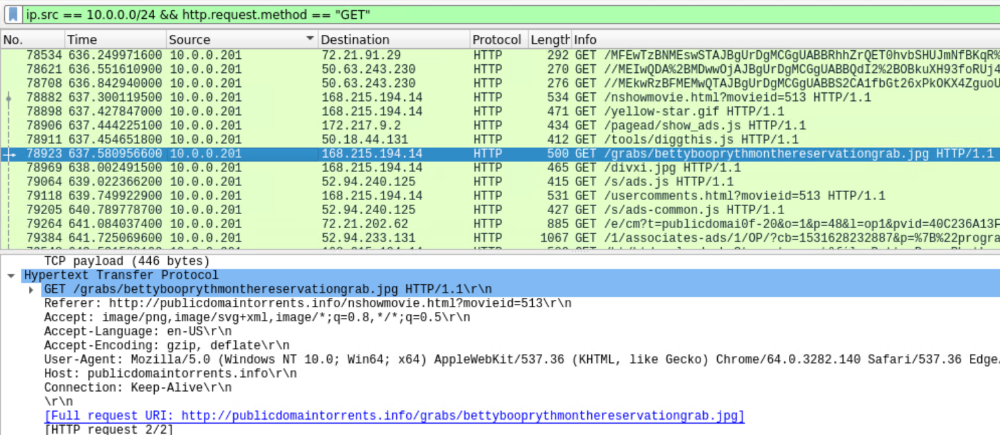 ip.src == 10.0.0.0/24 && http.request.method == "GET"
No. Time Source Destination Protocol Length Info
78534 636.249971600 10.0.0.201 72.21.91.29 HTTP 292 GET /MFEwTzBNMEswSTAJBgUrDgMCGgUABBRhhZrQET0hvbSHUJmNfBKqR%
78621 636.551610900 10.0.0.201 50.63.243.230 HTTP 270 GET //MEIwQDA%2BMDwwOjAJBgUrDgMCGgUABBQdI2%2BOBkuXH93foRUj4
78708 636.842940000 10.0.0.201 50.63.243.230 HTTP 276 GET //MEkwRzBFMEMwQTAJBgUrDgMCGgUABBS2CA1fbGt26xPkOKX4ZguoU
78882 637.300119500 10.0.0.201 168.215.194.14 HTTP 534 GET /nshowmovie.html?movieid=513 HTTP/1.1
78898 637.427847000 10.0.0.201 168.215.194.14 HTTP 471 GET /yellow-star.gif HTTP/1.1
78906 637.444225100 10.0.0.201 172.217.9.2 HTTP 434 GET /pagead/show_ads.js HTTP/1.1
78911 637.454651800 10.0.0.201 50.18.44.131 HTTP 412 GET /tools/diggthis.js HTTP/1.1
78923 637.580956600 10.0.0.201 168.215.194.14 HTTP 500 GET /grabs/bettybooprythmonthereservationgrab.jpg HTTP/1.1
78969 638.002491500 10.0.0.201 168.215.194.14 HTTP 465 GET /divxi.jpg HTTP/1.1
79064 639.022366200 10.0.0.201 52.94.240.125 HTTP 415 GET /s/ads.js HTTP/1.1
79118 639.749922900 10.0.0.201 168.215.194.14 HTTP 531 GET /usercomments.html?movieid=513 HTTP/1.1
79205 640.789778700 10.0.0.201 52.94.240.125 HTTP 427 GET /s/ads-common.js HTTP/1.1
79264 641.084037400 10.0.0.201 72.21.202.62 HTTP 885 GET /e/cm?t=publicdomai0f-20&o=1&p=48&l=op1&pvid=40C236A13F
79384 641.725069600 10.0.0.201 52.94.233.131 HTTP 1067 GET /1/associates-ads/1/OP/?cb=1531628232887&p=%7B%22progra
TCP payload (446 bytes)
Hypertext Transfer Protocol
GET /grabs/bettybooprythmonthereservationgrab.jpg HTTP/1.1\r\n
Referer: http://publicdomaintorrents.info/nshowmovie.html?movieid=513\r\n
Accept: image/png,image/svg+xml,image/*;q=0.8,*/*;q=0.5\r\n
Accept-Language: en-US\r\n
Accept-Encoding: gzip, deflate\r\n
User-Agent: Mozilla/5.0 (Windows NT 10.0; Win64; x64) AppleWebKit/537.36 (KHTML, like Gecko) Chrome/64.0.3282.140 Safari/537.36 Edge/
Host: publicdomaintorrents.info\r\n
Connection: Keep-Alive\r\n
\r\n
[Full request URI: http://publicdomaintorrents.info/grabs/bettybooprythmonthereservationgrab.jpg]
[HTTP request 2/2]